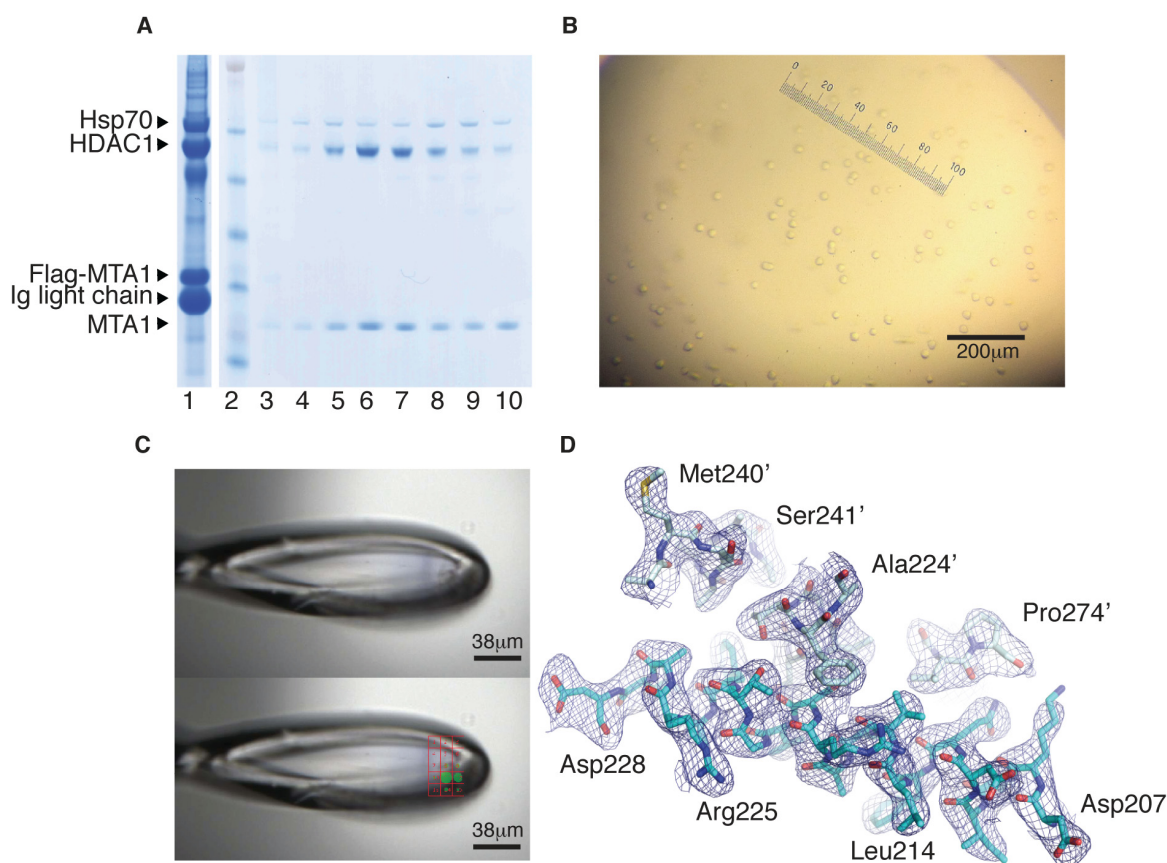 A
Hsp70
HDAC1
Flag-MTA1
Ig light chain
MTA1
1 2 3 4 5 6 7 8 9 10
B
0 20 40 60 80 100
200μm
C
38μm
38μm
D
Met240’
Ser241’
Ala224’
Pro274’
Asp228
Arg225
Leu214
Asp207